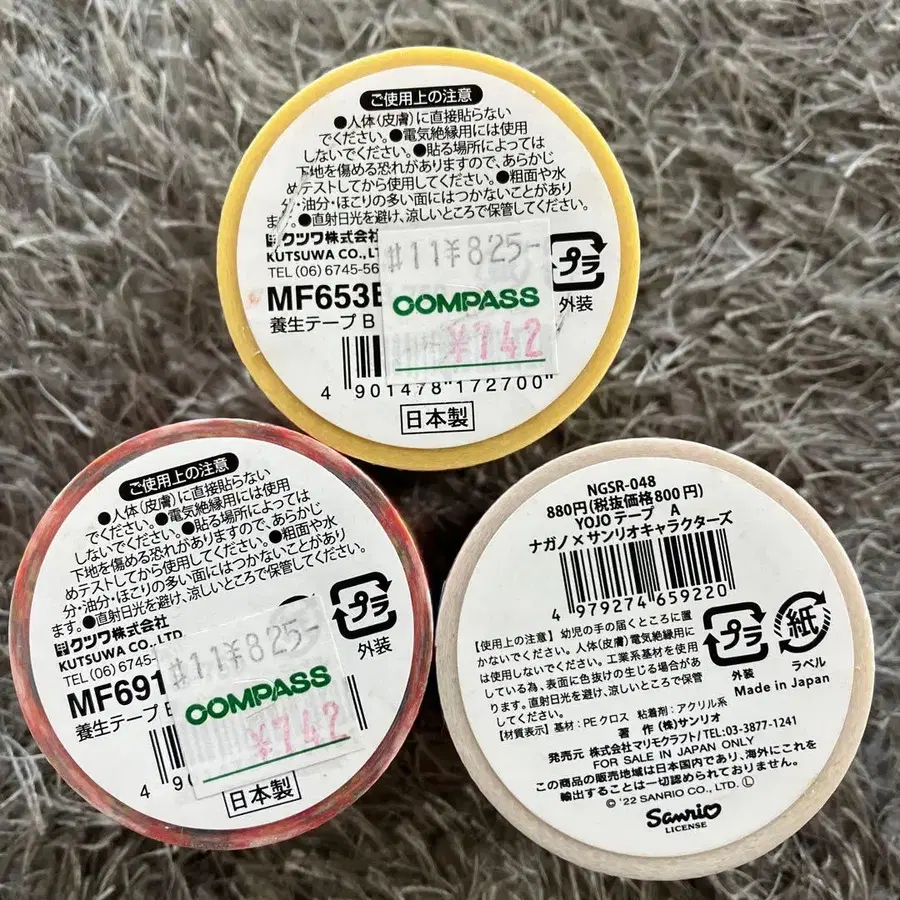 ご使用上の注意
●人体(皮膚)に直接貼らない
でください。●電気絶縁用には使用
しないでください。●貼る場所によっては
下地を傷める恐れがありますので、あらかじ
めテストしてから使用してください。●粗面や水
分・油分・ほこりの多い面にはつかないことがあり
ます。●直射日光を避け、涼しいところで保管してください。
クツワ株式会社
KUTSUWA CO.,
TEL (06) 6745-56
MF653
養生テープ B
#11¥825-
COMPASS
¥742
プラ
外装
4 901478 172700
日本製
ご使用上の注意
●人体(皮膚)に直接貼らない
でください。●電気絶縁用には使用
しないでください。●貼る場所によっては
下地を傷める恐れがありますので、あらかじ
めテストしてから使用してください。●粗面や水
分・油分・ほこりの多い面にはつかないことがあり
ます。●直射日光を避け、涼しいところで保管してください。
クツワ株式会社
KUTSUWA CO.,LTD.
TEL (06) 6745-
MF691
養生テープ
#11¥825-
COMPASS
¥742
プラ
外装
4 90
日本製
NGSR-048
880円(税抜価格800円)
YOJOテープ A
ナガノ×サンリオキャラクターズ
4 979274 659220
【使用上の注意】幼児の手の届くところに置
かないでください。人体(皮膚)電気絶縁用に
は使用しないでください。工業系基材を使用
している為、表面に色抜けの生じる場合があ
ります。直射日光を避け、涼しいところで保管
してください。
【材質表示】基材:PEクロス 粘着剤:アクリル系
プラ
外装
紙
ラベル
Made in Japan
著作 (株)サンリオ
発売元 株式会社マリモクラフト/TEL:03-3877-1241
FOR SALE IN JAPAN ONLY
この商品の販売地域は日本国内であり、海外にこれを
輸出することは一切認められておりません。
© '22 SANRIO CO., LTD. Ⓛ
Sanrio
LICENSE